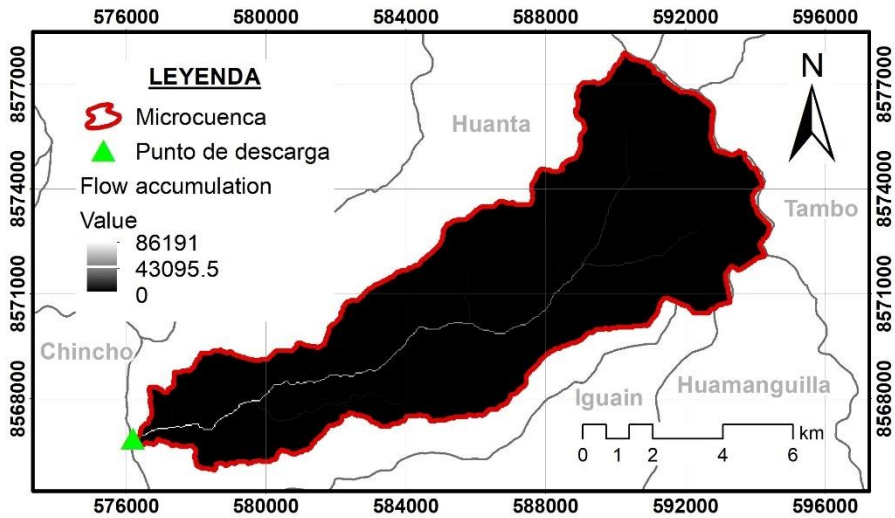 576000 580000 584000 588000 592000 596000
8577000
8574000
8571000
8568000
LEYENDA
Microcuenca
Punto de descarga
Flow accumulation
Value
86191
43095.5
0
N
Huanta
Tambo
Chincho
Iguain
Huamanguilla
km
0 1 2 4 6
8577000
8574000
8571000
8568000
576000 580000 584000 588000 592000 596000